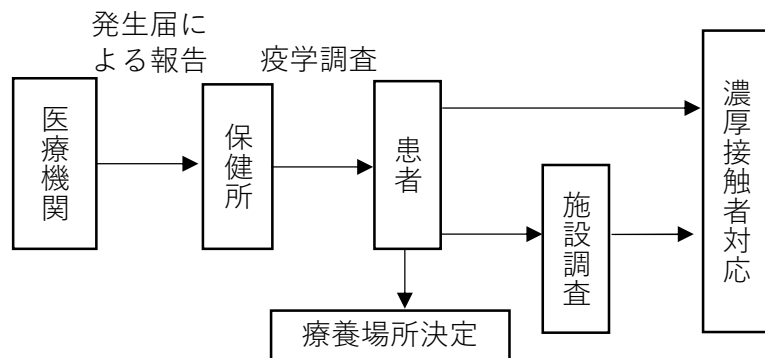 発生届に
よる報告
疫学調査
医療機関
保健所
患者
施設調査
濃厚接触者対応
療養場所決定